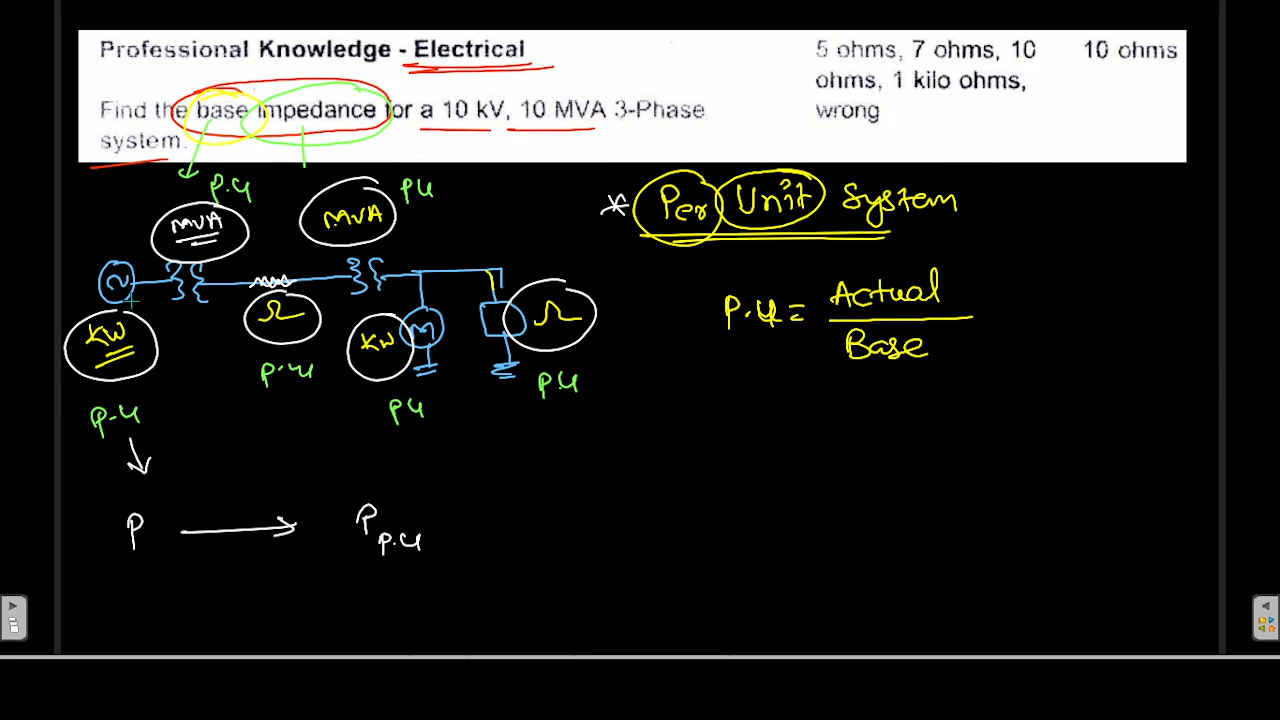 Professional Knowledge - Electrical
Find the base impedance for a 10 kV, 10 MVA 3-Phase
system.
5 ohms, 7 ohms, 10
ohms, 1 kilo ohms,
wrong
10 ohms
P.U
PU
MVA
MVA
* Per Unit System
KW
Ω
KW
M
Ω
P.U = Actual
Base
P.U
P.U
PU
P.U
P → P P.U